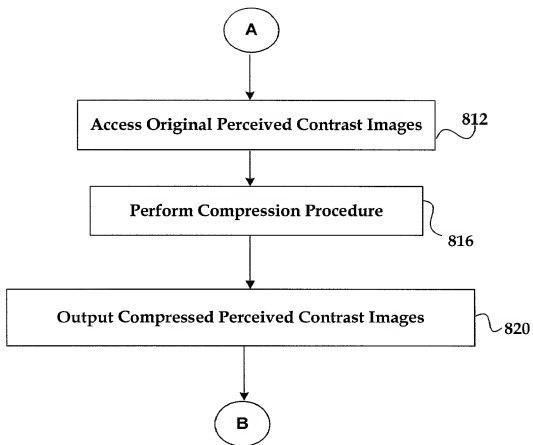 A
Access Original Perceived Contrast Images
812
Perform Compression Procedure
816
Output Compressed Perceived Contrast Images
820
B